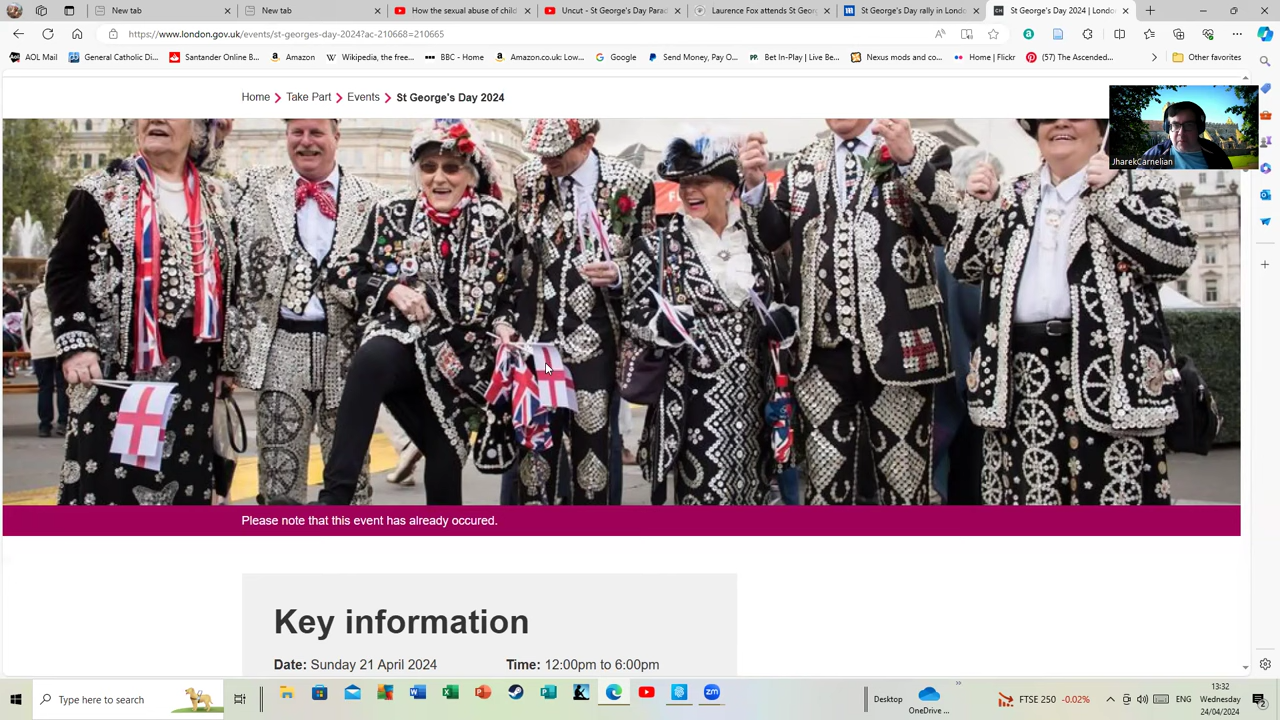 New tab
New tab
How the sexual abuse of child
Uncut - St George's Day Parad
Laurence Fox attends St Geor
St George's Day rally in Lond
St George's Day 2024 | Londo
https://www.london.gov.uk/events/st-georges-day-2024?ac-210668=210665
AOL Mail
General Catholic Di...
Santander Online B...
Amazon
Wikipedia, the free...
BBC - Home
Amazon.co.uk: Low...
Google
Send Money, Pay O...
Bet In-Play | Live Be...
Nexus mods and co...
Home | Flickr
(57) The Ascended...
Other favorites
Home
Take Part
Events
St George's Day 2024
JharekCarnelian
Please note that this event has already occured.
Key information
Date: Sunday 21 April 2024
Time: 12:00pm to 6:00pm
Type here to search
Desktop
OneDrive ...
FTSE 250 -0.02%
ENG
13:32
Wednesday
24/04/2024